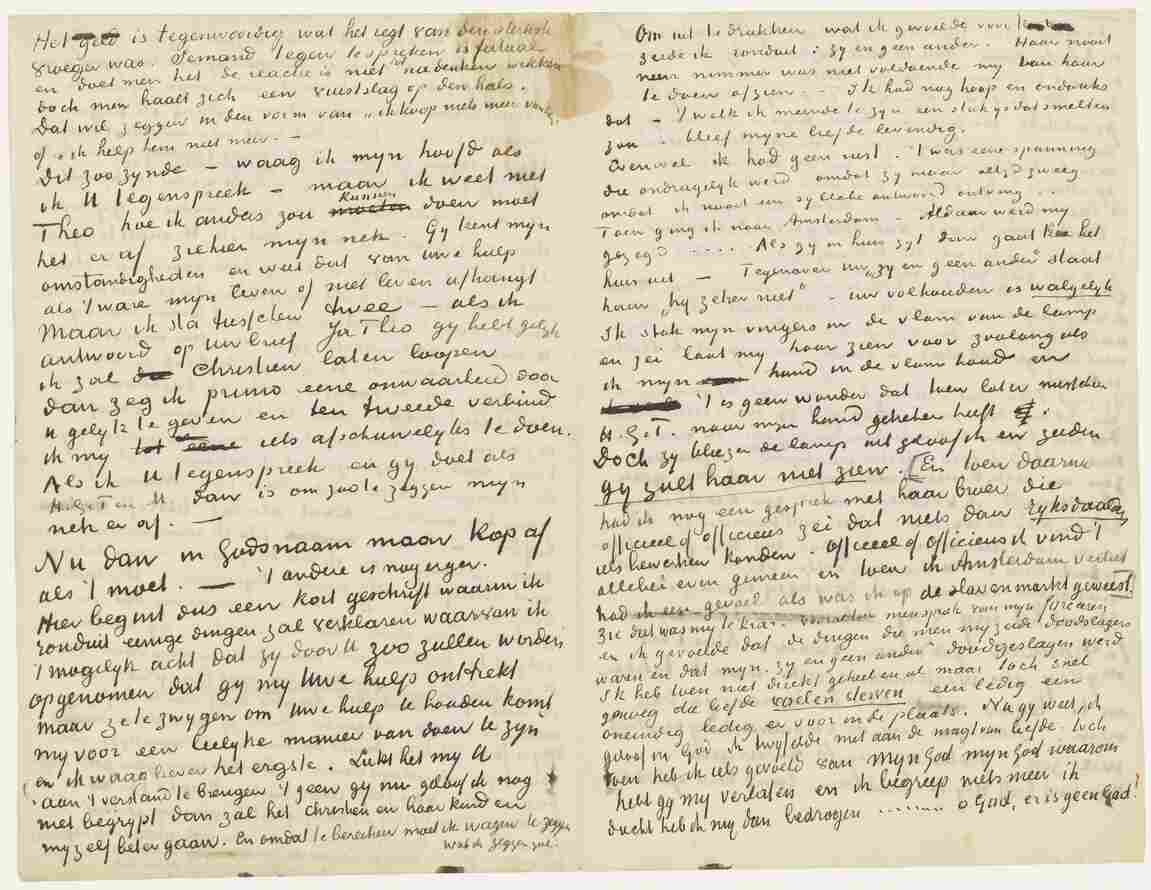 Het geld is tegenwoordig wat het regt van den sterkste
vroeger was. Iemand tegen te spreken is fataal
en doet men het de reactie is niet dat nadenken wekken
doch men haalt zich een vuistslag op den hals.
Dat wil zeggen in den vorm van „ik koop niets meer van hem"
of „ik help hem niet meer". –
Dit zoo zynde – waag ik myn hoofd als
ik U tegenspreek – maar ik weet niet
Theo hoe ik anders zou kunnen doen moet
het er af ziehier myn nek. Gy kent myn
omstandigheden en weet dat van uwe hulp
als 't ware myn leven of niet leven afhangt
Maar ik sta tusschen twee – als ik
antwoord op uw brief Ja Theo gy hebt gelyk
ik zal Christien laten loopen
dan zeg ik primo eene onwaarheid door
U gelyk te geven en ten tweede verbind
ik my tot iets afschuwelyks te doen.
Als ik U tegenspreek en gy doet als
H.G.T. en M. dan is om zoo te zeggen myn
nek er af. —
Nu dan in Godsnaam maar kop af
als 't moet. — 't andere is nog erger.
Hier begint dus een kort geschrift waarin ik
ronduit eenige dingen zal verklaren waarvan ik
't mogelyk acht dat zy door U zoo zullen worden
opgenomen dat gy my Uwe hulp onttrekt
maar ze te zwygen om Uwe hulp te houden komt
my voor een leelyke manier van doen te zyn
en ik waag liever het ergste. Lukt het my U
aan 't verstand te brengen 't geen gy nu geloof ik nog
niet begrypt dan zal het Christien en haar kind en
myzelf beter gaan. En om dat te bereiken moet ik wagen te zeggen
wat ik zeggen zal.
Om uit te drukken wat ik gevoelde voor
zeide ik ronduit: zy en geen ander. Haar nooit
neen nimmer was niet voldoende my van haar
te doen afzien. Ik had nog hoop en ondanks
dat – 't welk ik meende te zyn een stuk ys dat smelten
zou – bleef myne liefde levendig.
Evenwel ik had geen rust. 't Was eene spanning
die ondragelyk werd omdat zy maar altyd zweeg
omdat ik nooit een syllabe antwoord ontving.
Toen ging ik naar Amsterdam – Aldaar werd my
gezegd ..... Als gy in huis zyt dan gaat het
huis uit – Tegenover uw „zy en geen ander" staat
haar „hy zeker niet" – uw volhouden is walgelyk
Ik stak myn vingers in de vlam van de lamp
en zei laat my haar zien voor zoolang als
ik myn hand in de vlam houd en
't is geen wonder dat toen later misschien
H.G.T. naar myn hand gekeken heeft.
Doch zy bliezen de lamp uit geloof ik en zeiden
gy zult haar niet zien. En toen daarna
had ik nog een gesprek met haar broer die
officieel of officieus zei dat niets dan ryksdaalders
iets bewerken konden. Officieel of officieus ik vind 't
allebei even gemeen en toen ik Amsterdam verliet
had ik een gevoel als was ik op de slavenmarkt geweest.
Zie dat was my te kras – vooral
en ik gevoelde dat de dingen die men my zeide doodslagers
waren en dat myn „zy en geen ander" doodgeslagen werd
Ik heb toen niet direkt geheel en al maar toch snel
genoeg die liefde voelen sterven een ledig een
oneindig ledig er voor in de plaats. Nu gy weet ik
geloof in God ik twyfelde niet aan de magt van liefde. doch
toen heb ik iets gevoeld van myn God myn God waarom
hebt gy my verlaten en ik begreep niets meer ik
dacht heb ik my dan bedrogen ........ o God, er is geen God!